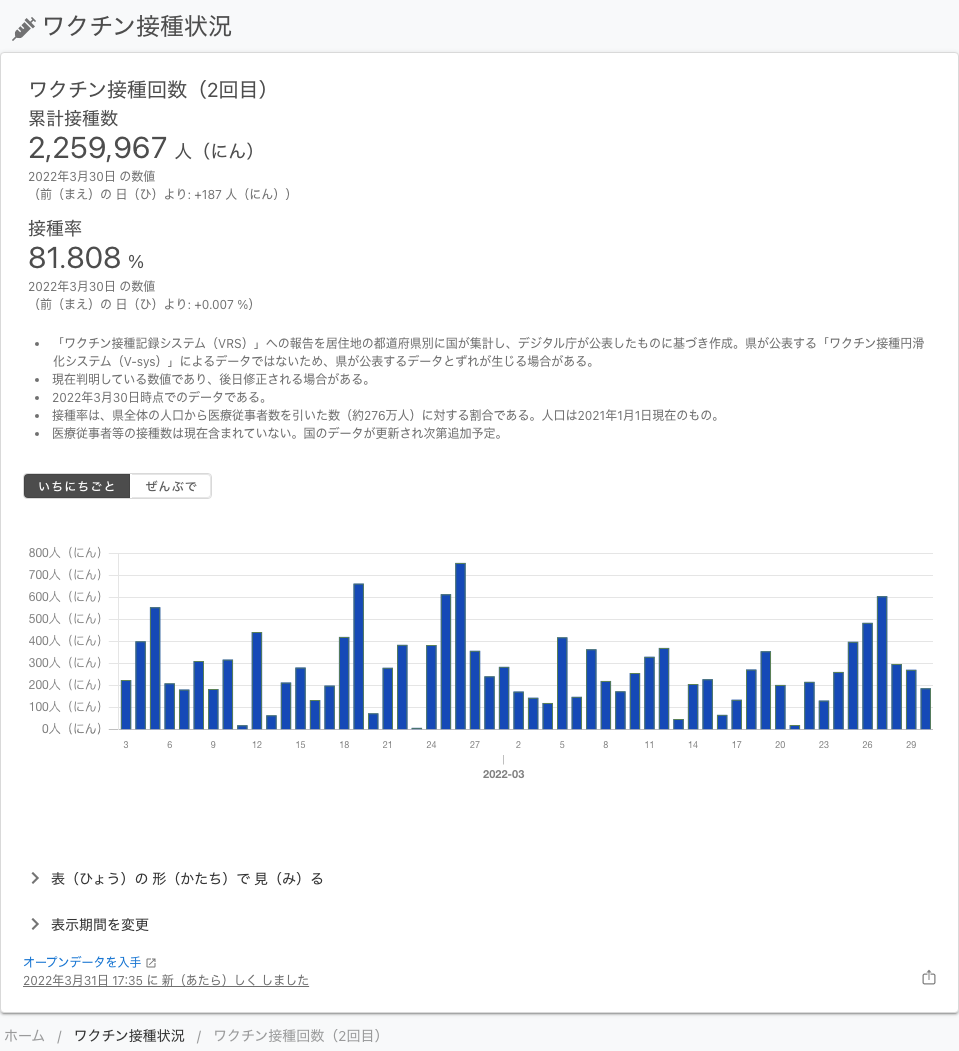 ワクチン接種状況
ワクチン接種回数（2回目）
累計接種数
2,259,967 人（にん）
2022年3月30日 の数値
（前（まえ）の 日（ひ）より: +187 人（にん））
接種率
81.808 %
2022年3月30日 の数値
（前（まえ）の 日（ひ）より: +0.007 %）
「ワクチン接種記録システム（VRS）」への報告を居住地の都道府県別に国が集計し、デジタル庁が公表したものに基づき作成。県が公表する「ワクチン接種円滑
化システム（V-sys）」によるデータではないため、県が公表するデータとずれが生じる場合がある。
現在判明している数値であり、後日修正される場合がある。
2022年3月30日時点でのデータである。
接種率は、県全体の人口から医療従事者数を引いた数（約276万人）に対する割合である。人口は2021年1月1日現在のもの。
医療従事者等の接種数は現在含まれていない。国のデータが更新され次第追加予定。
いちにちごと ぜんぶで
800人（にん）
700人（にん）
600人（にん）
500人（にん）
400人（にん）
300人（にん）
200人（にん）
100人（にん）
0人（にん）
3 6 9 12 15 18 21 24 27 2 5 8 11 14 17 20 23 26 29
2022-03
表（ひょう）の 形（かたち）で 見（み）る
表示期間を変更
オープンデータを入手
2022年3月31日 17:35 に 新（あたら）しく しました
ホーム / ワクチン接種状況 / ワクチン接種回数（2回目）